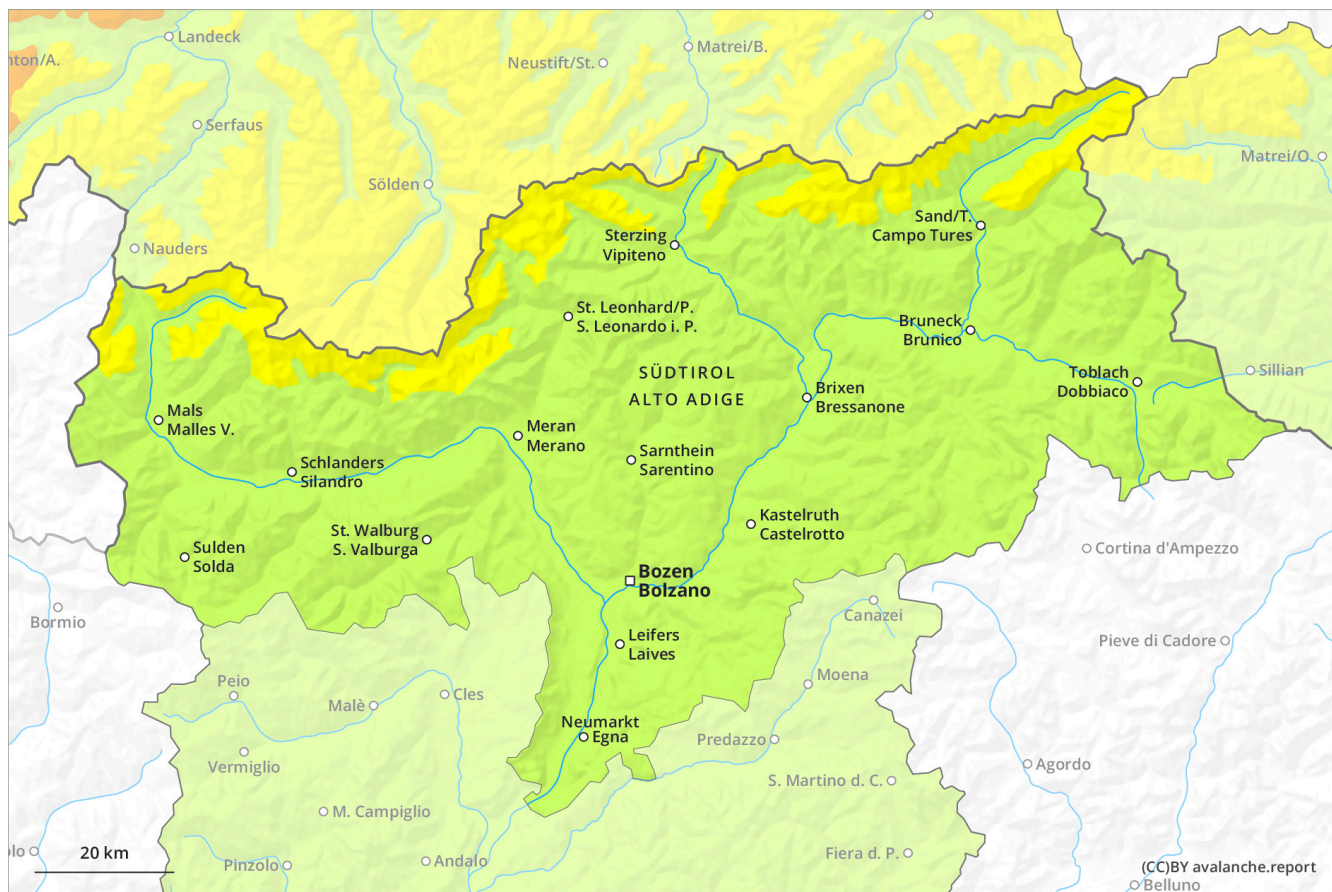 Landeck
nton/A.
Neustift/St.
Matrei/B.
Serfaus
Matrei/O.
Sölden
Sand/T.
Campo Tures
Sterzing
Vipiteno
Nauders
St. Leonhard/P.
S. Leonardo i. P.
Bruneck
Brunico
SÜDTIROL
ALTO ADIGE
Toblach
Dobbiaco
Sillian
Brixen
Bressanone
Mals
Malles V.
Meran
Merano
Sarnthein
Sarentino
Schlanders
Silandro
Kastelruth
Castelrotto
St. Walburg
S. Valburga
Sulden
Solda
Cortina d'Ampezzo
Bozen
Bolzano
Bormio
Canazei
Leifers
Laives
Pieve di Cadore
Moena
Peio
Cles
Malè
Neumarkt
Egna
Predazzo
Vermiglio
Agordo
S. Martino d. C.
M. Campiglio
olo
20 km
Pinzolo
Andalo
Fiera d. P.
(CC)BY avalanche.report
Belluno